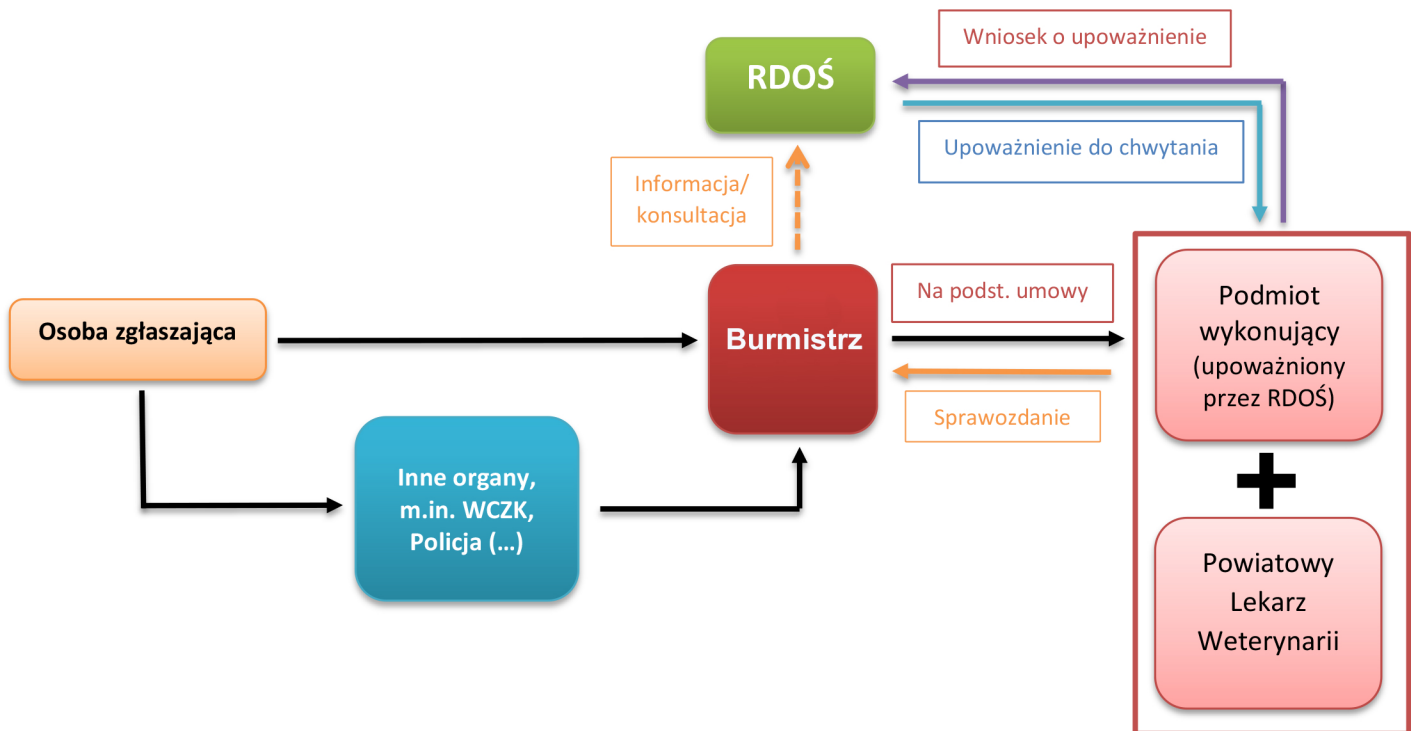 Wniosek o upoważnienie
RDOŚ
Upoważnienie do chwytania
Informacja/
konsultacja
Na podst. umowy
Osoba zgłaszająca
Burmistrz
Podmiot
wykonujący
(upoważniony
przez RDOŚ)
Sprawozdanie
Inne organy,
m.in. WCZK,
Policja (...)
Powiatowy
Lekarz
Weterynarii